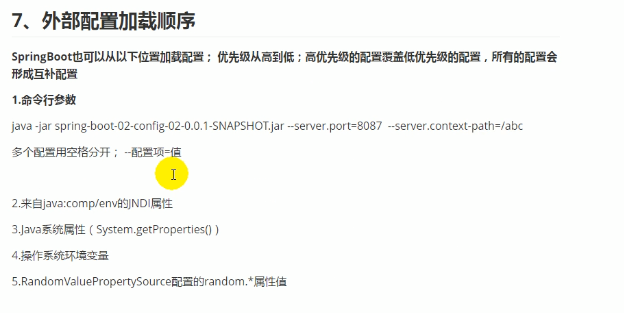 7、外部配置加载顺序
SpringBoot也可以从以下位置加载配置； 优先级从高到低；高优先级的配置覆盖低优先级的配置，所有的配置会
形成互补配置
1.命令行参数
java -jar spring-boot-02-config-02-0.0.1-SNAPSHOT.jar --server.port=8087 --server.context-path=/abc
多个配置用空格分开； --配置项=值
2.来自java:comp/env的JNDI属性
3.Java系统属性（System.getProperties()）
4.操作系统环境变量
5.RandomValuePropertySource配置的random.*属性值